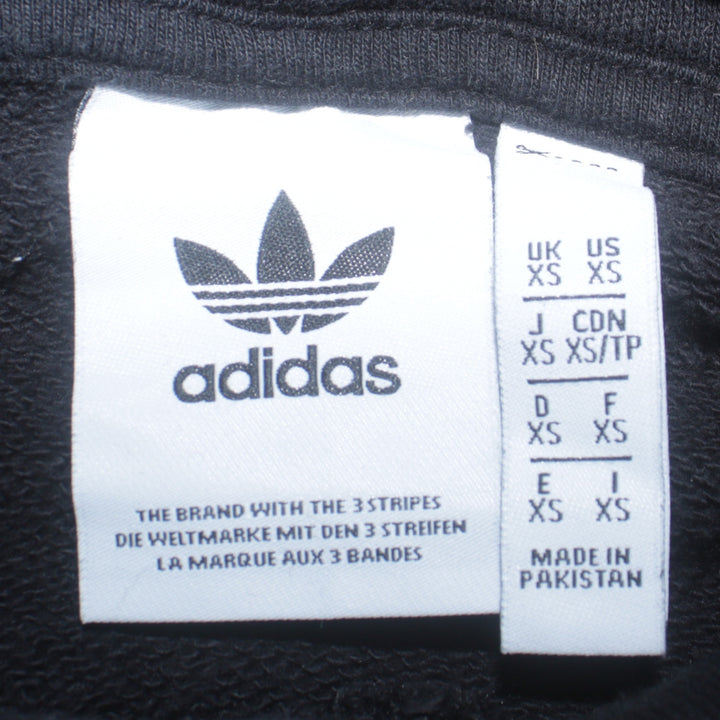 adidas
THE BRAND WITH THE 3 STRIPES
DIE WELTMARKE MIT DEN 3 STREIFEN
LA MARQUE AUX 3 BANDES
UK US
XS XS
J CDN
XS XS/TP
D F
XS XS
E I
XS XS
MADE IN
PAKISTAN